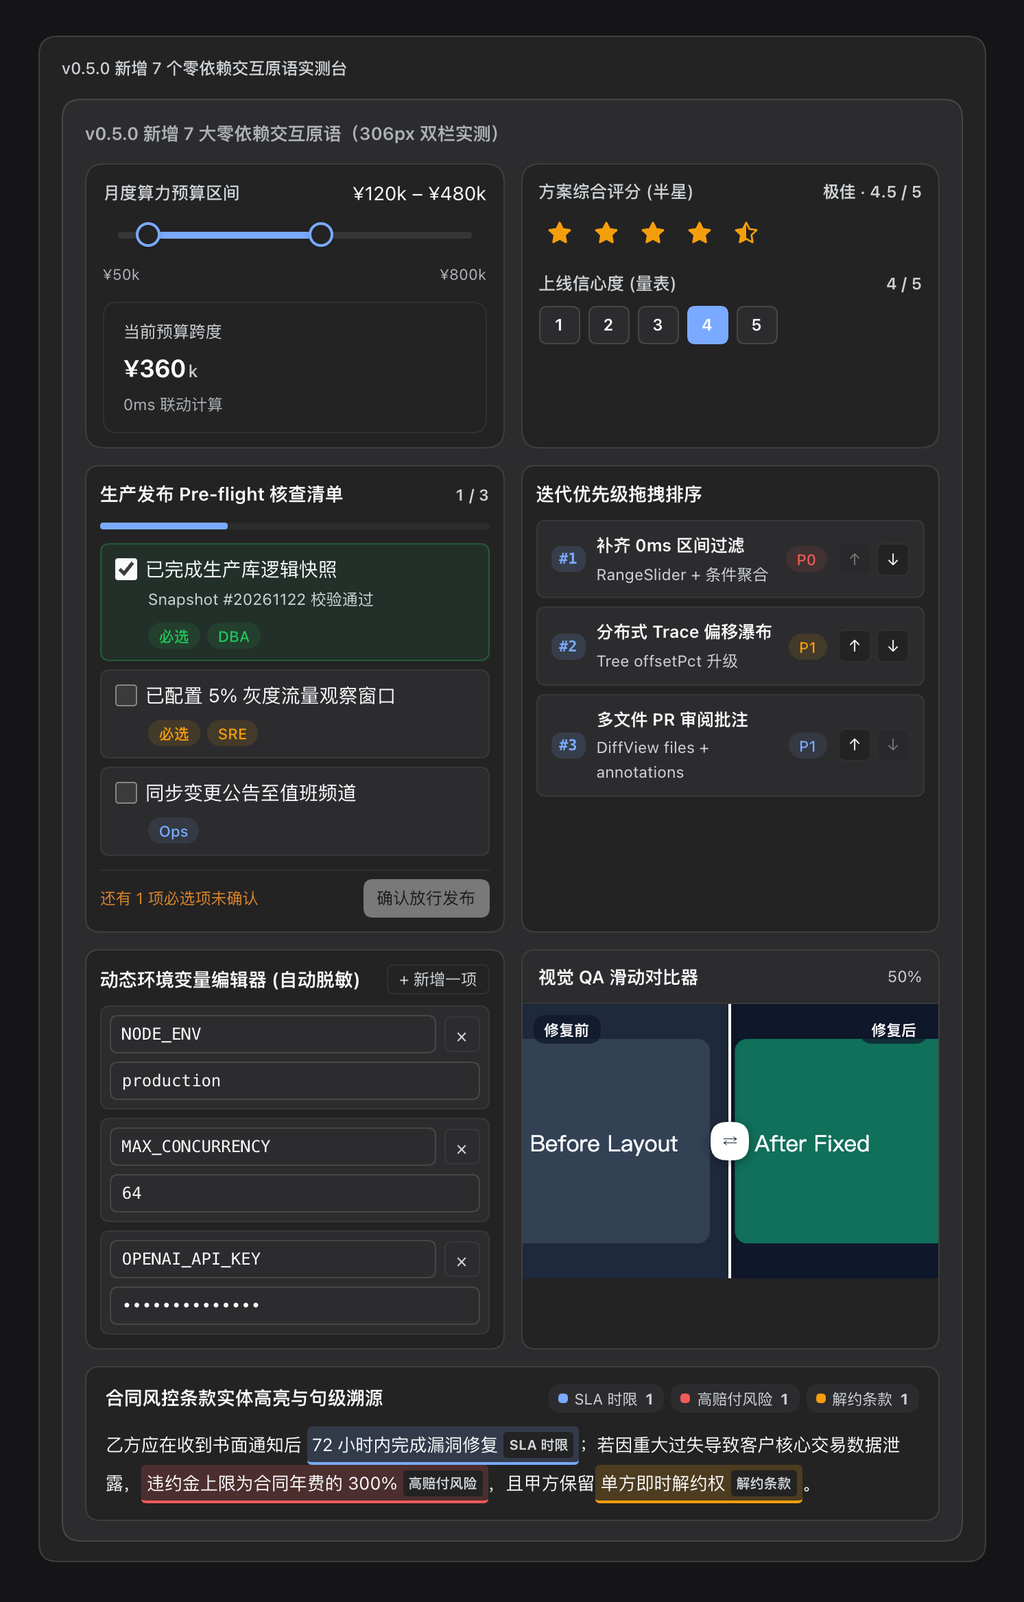 v0.5.0 新增 7 个零依赖交互原语实测台
v0.5.0 新增 7 大零依赖交互原语（306px 双栏实测）
月度算力预算区间
¥120k – ¥480k
¥50k
¥800k
当前预算跨度
¥360k
0ms 联动计算
方案综合评分 (半星)
极佳 · 4.5 / 5
上线信心度 (量表)
4 / 5
1
2
3
4
5
生产发布 Pre-flight 核查清单
1 / 3
已完成生产库逻辑快照
Snapshot #20261122 校验通过
必选
DBA
已配置 5% 灰度流量观察窗口
必选
SRE
同步变更公告至值班频道
Ops
还有 1 项必选项未确认
确认放行发布
迭代优先级拖拽排序
#1
补齐 0ms 区间过滤
RangeSlider + 条件聚合
P0
↑
↓
#2
分布式 Trace 偏移瀑布
Tree offsetPct 升级
P1
↑
↓
#3
多文件 PR 审阅批注
DiffView files +
annotations
P1
↑
↓
动态环境变量编辑器 (自动脱敏)
+ 新增一项
NODE_ENV
×
production
MAX_CONCURRENCY
×
64
OPENAI_API_KEY
×
••••••••••••••
视觉 QA 滑动对比器
50%
修复前
修复后
Before Layout
⇄
After Fixed
合同风控条款实体高亮与句级溯源
SLA 时限 1
高赔付风险 1
解约条款 1
乙方应在收到书面通知后 72 小时内完成漏洞修复 SLA 时限 ；若因重大过失导致客户核心交易数据泄
露，违约金上限为合同年费的 300% 高赔付风险 ，且甲方保留 单方即时解约权 解约条款 。